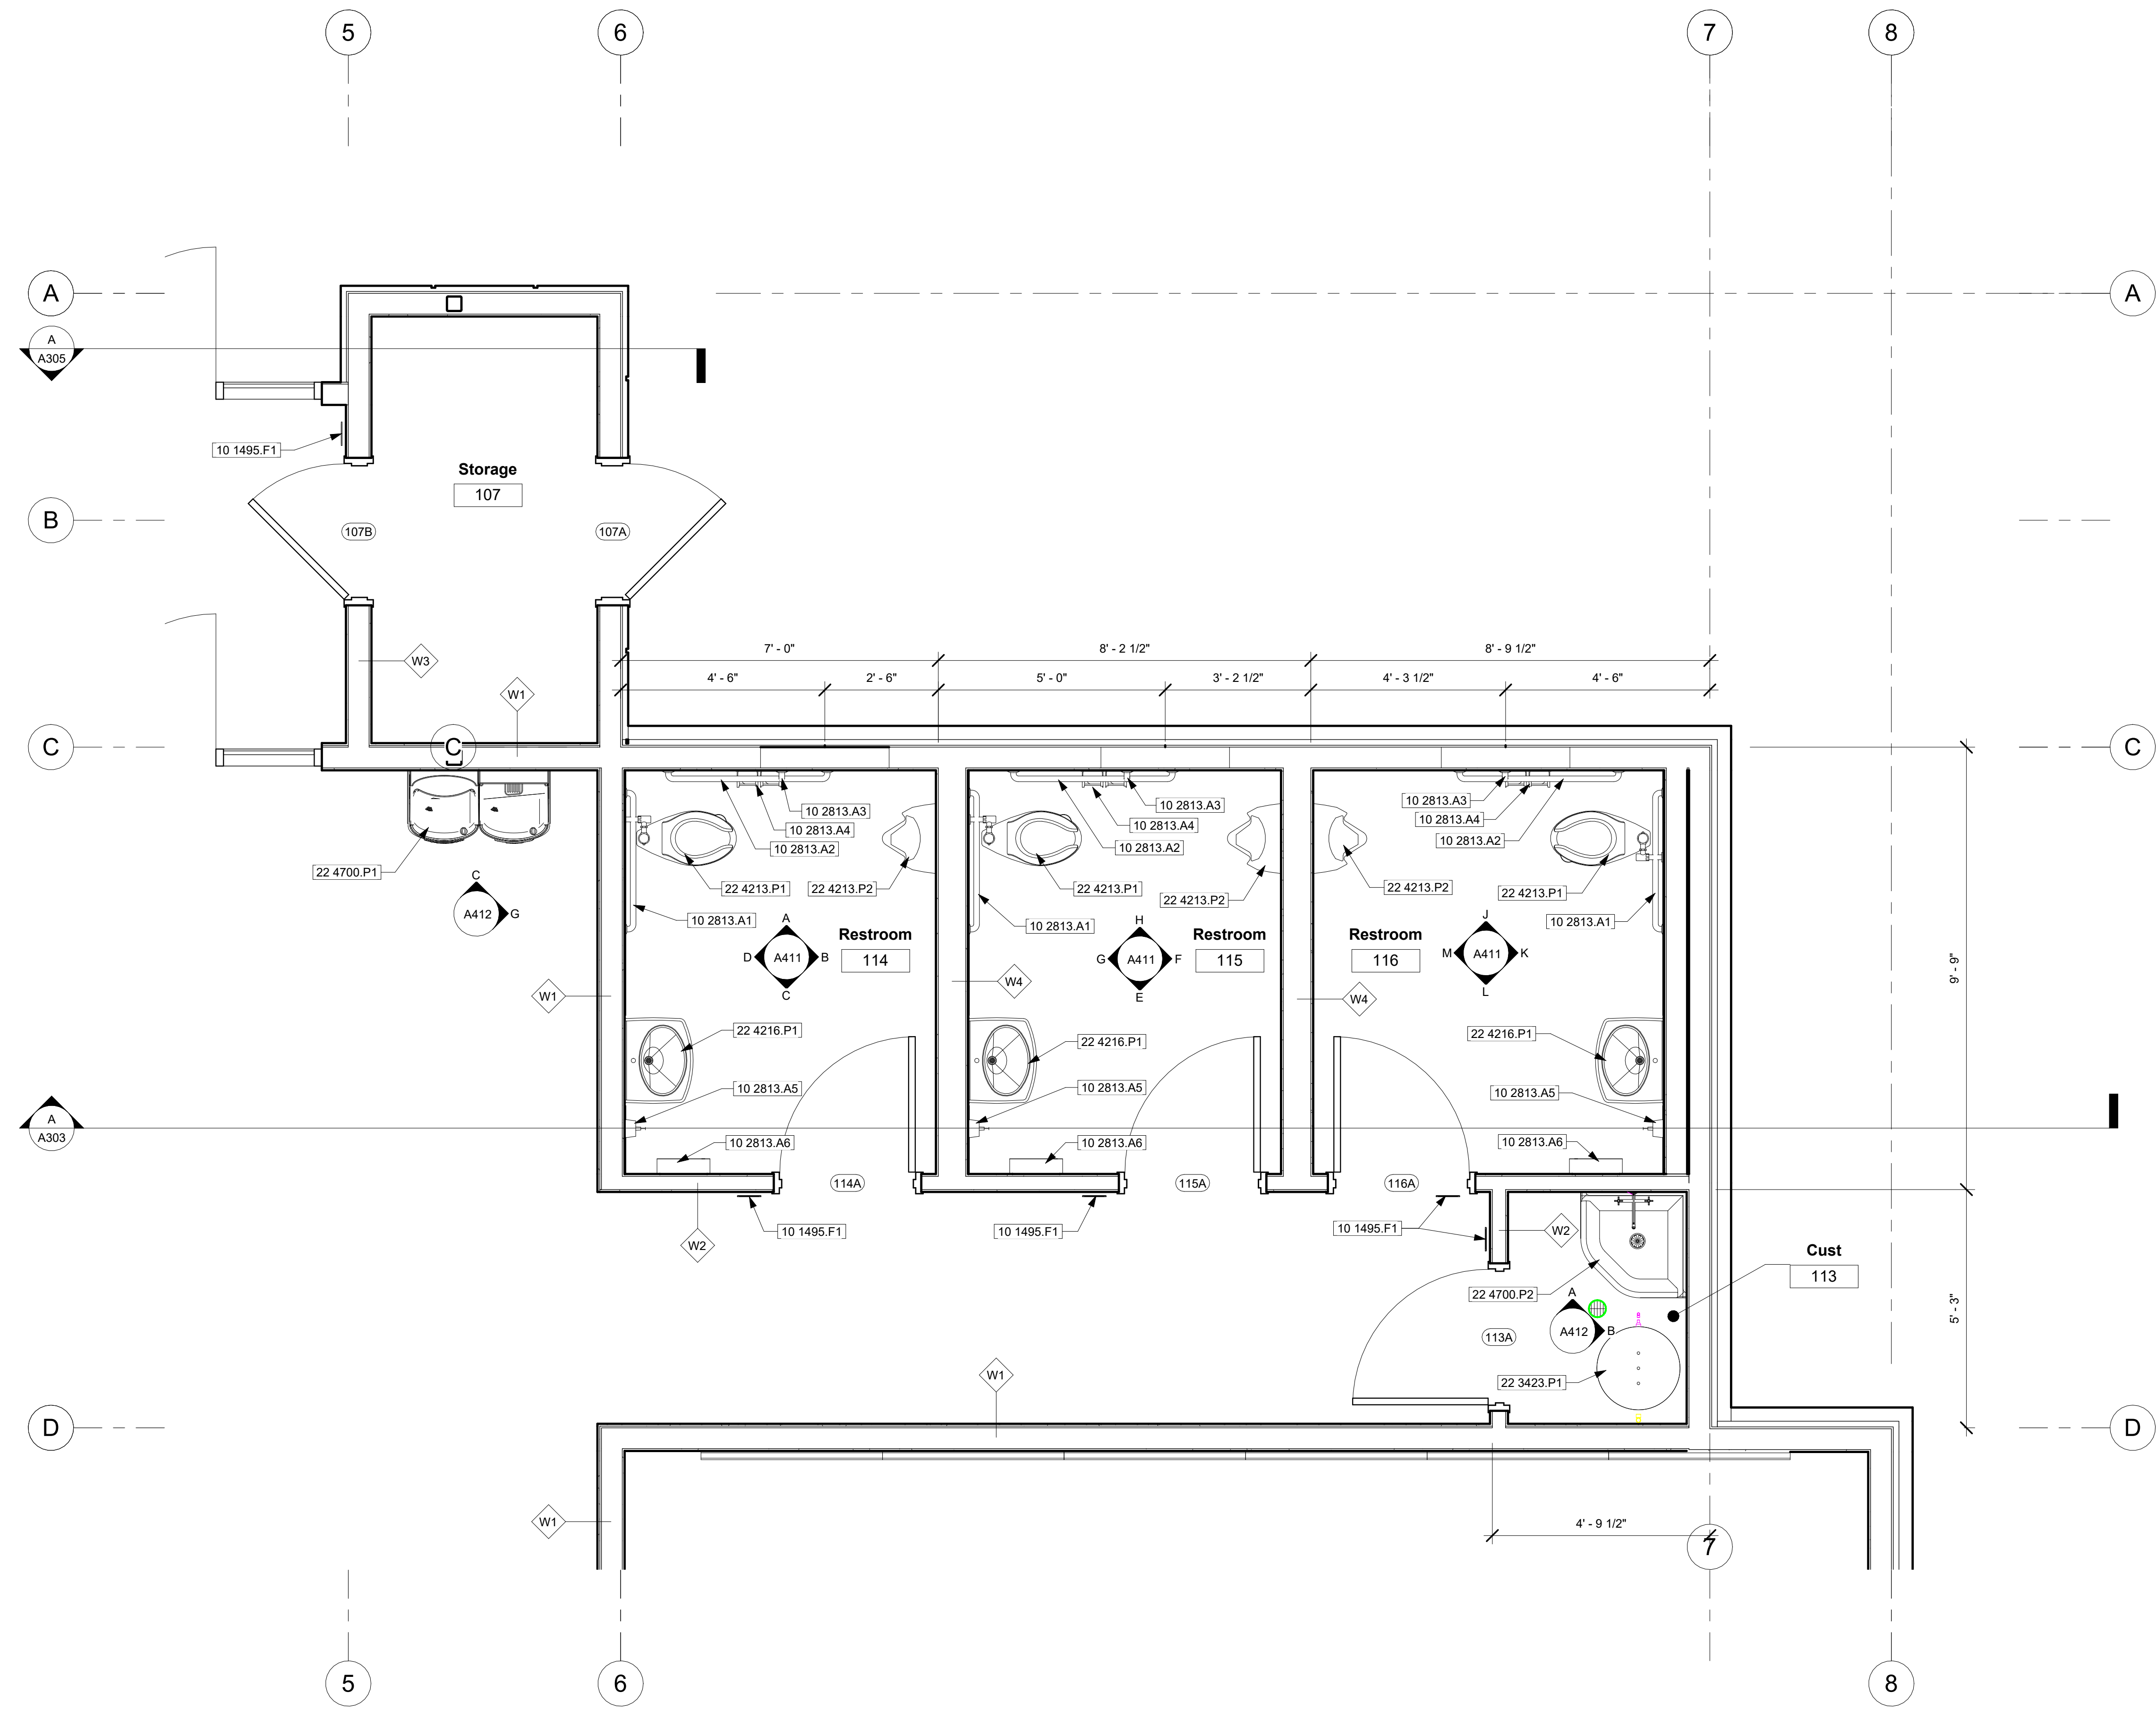 5
6
7
8
A
A
A
A305
10 1495.F1
Storage
107
B
107B
107A
W3
W1
7' - 0"
8' - 2 1/2"
8' - 9 1/2"
4' - 6"
2' - 6"
5' - 0"
3' - 2 1/2"
4' - 3 1/2"
4' - 6"
C
C
C
22 4700.P1
C
A412
G
10 2813.A3
10 2813.A4
10 2813.A2
22 4213.P1
22 4213.P2
10 2813.A1
A
D
A411
B
C
Restroom
114
10 2813.A3
10 2813.A4
10 2813.A2
22 4213.P1
22 4213.P2
10 2813.A1
H
G
A411
F
E
Restroom
115
10 2813.A3
10 2813.A4
10 2813.A2
22 4213.P2
22 4213.P1
10 2813.A1
Restroom
116
J
M
A411
K
L
9' - 9"
W1
W4
W4
22 4216.P1
22 4216.P1
22 4216.P1
10 2813.A5
10 2813.A5
10 2813.A5
A
A303
10 2813.A6
10 2813.A6
10 2813.A6
114A
115A
116A
10 1495.F1
10 1495.F1
10 1495.F1
W2
W2
Cust
113
22 4700.P2
A
A412
B
113A
5' - 3"
22 3423.P1
W1
D
D
W1
4' - 9 1/2"
7
5
6
8